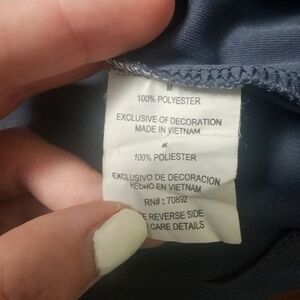 M
100% POLYESTER
EXCLUSIVE OF DECORATION
MADE IN VIETNAM
M
100% POLIESTER
EXCLUSIVO DE DECORACION
HECHO EN VIETNAM
RN#: 70892
REVERSE SIDE
CARE DETAILS